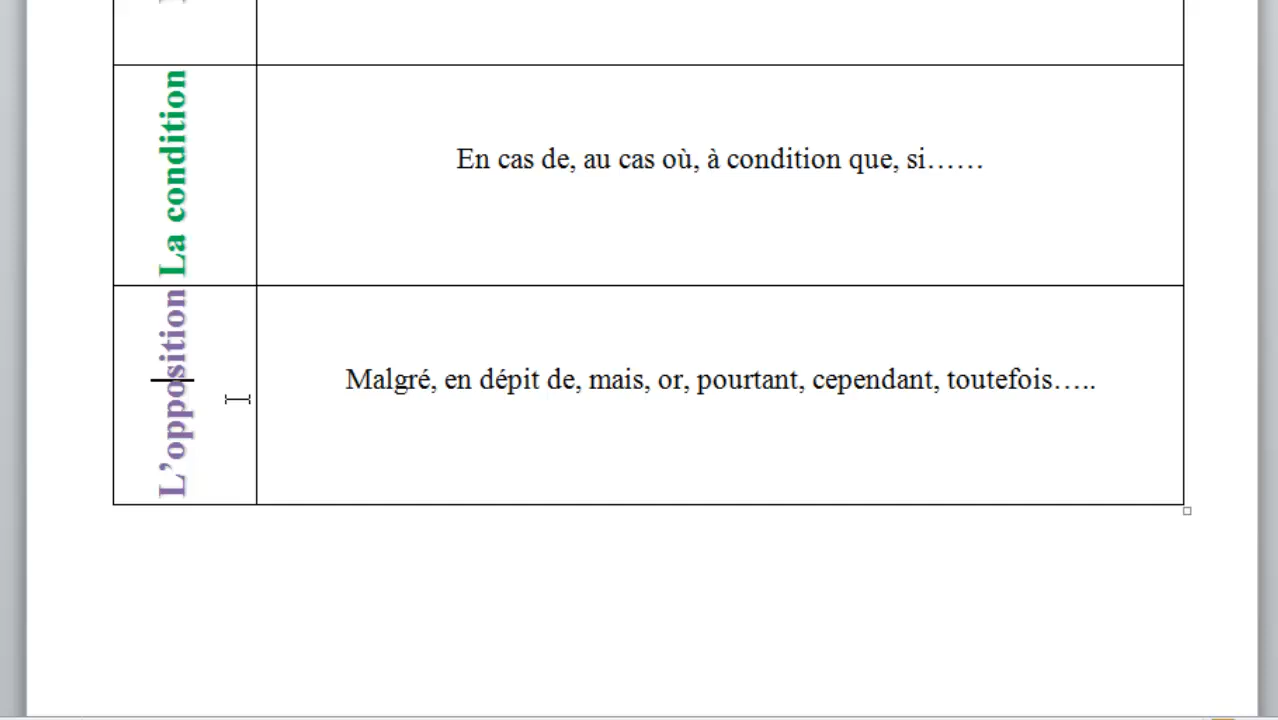 La condition
En cas de, au cas où, à condition que, si……
L’opposition
Malgré, en dépit de, mais, or, pourtant, cependant, toutefois…..